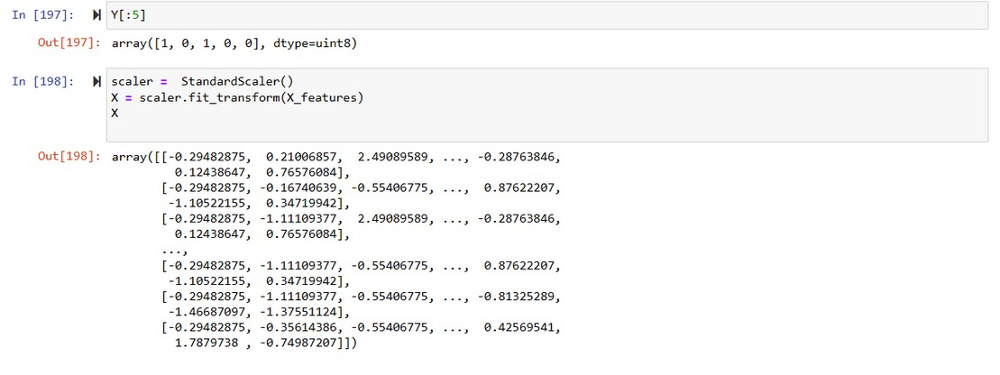 In [197]: Y[:5]
Out[197]: array([1, 0, 1, 0, 0], dtype=uint8)
In [198]: scaler =  StandardScaler()
X = scaler.fit_transform(X_features)
X
Out[198]: array([[-0.29482875,  0.21006857,  2.49089589, ..., -0.28763846,
0.12438647,  0.76576084],
[-0.29482875, -0.16740639, -0.55406775, ...,  0.87622207,
-1.10522155,  0.34719942],
[-0.29482875, -1.11109377,  2.49089589, ..., -0.28763846,
0.12438647,  0.76576084],
...,
[-0.29482875, -1.11109377, -0.55406775, ...,  0.87622207,
-1.10522155,  0.34719942],
[-0.29482875, -1.11109377, -0.55406775, ..., -0.81325289,
-1.46687097, -1.37551124],
[-0.29482875, -0.35614386, -0.55406775, ...,  0.42569541,
1.7879738 , -0.74987207]])